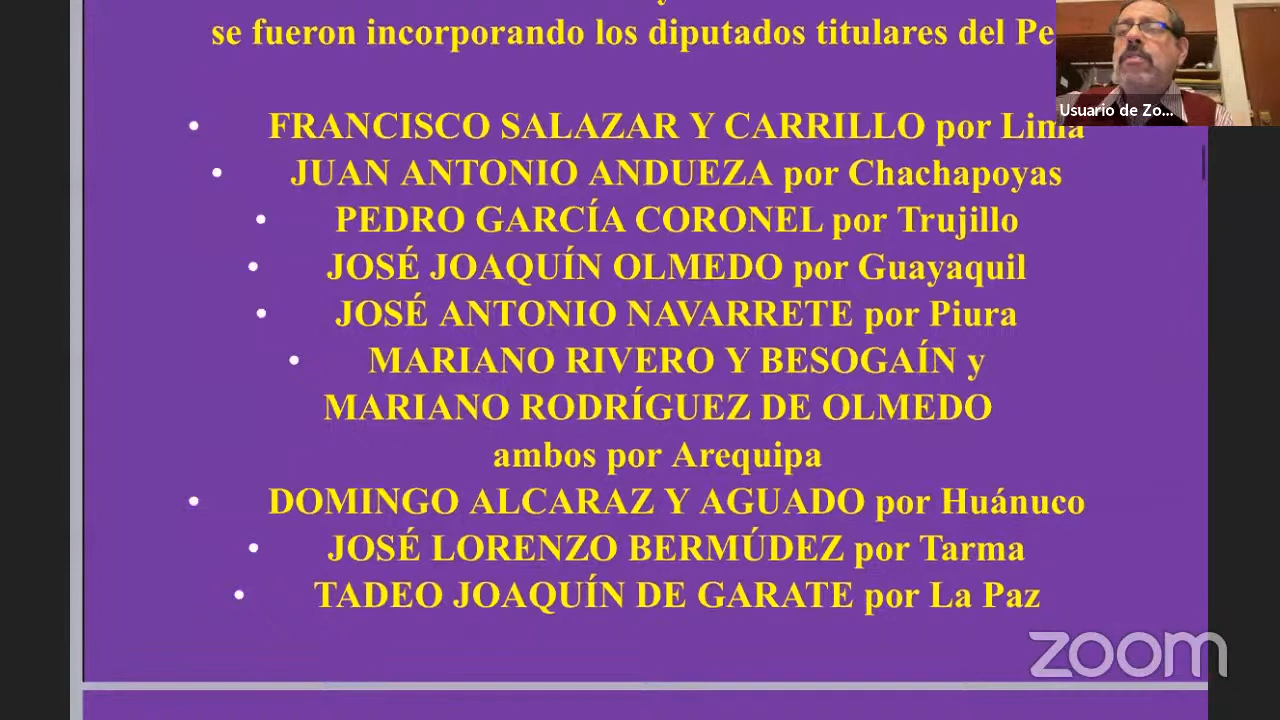 se fueron incorporando los diputados titulares del Pe
Usuario de Zo...
• FRANCISCO SALAZAR Y CARRILLO por Lima
• JUAN ANTONIO ANDUEZA por Chachapoyas
• PEDRO GARCÍA CORONEL por Trujillo
• JOSÉ JOAQUÍN OLMEDO por Guayaquil
• JOSÉ ANTONIO NAVARRETE por Piura
• MARIANO RIVERO Y BESOGAÍN y
MARIANO RODRÍGUEZ DE OLMEDO
ambos por Arequipa
• DOMINGO ALCARAZ Y AGUADO por Huánuco
• JOSÉ LORENZO BERMÚDEZ por Tarma
• TADEO JOAQUÍN DE GARATE por La Paz
zoom